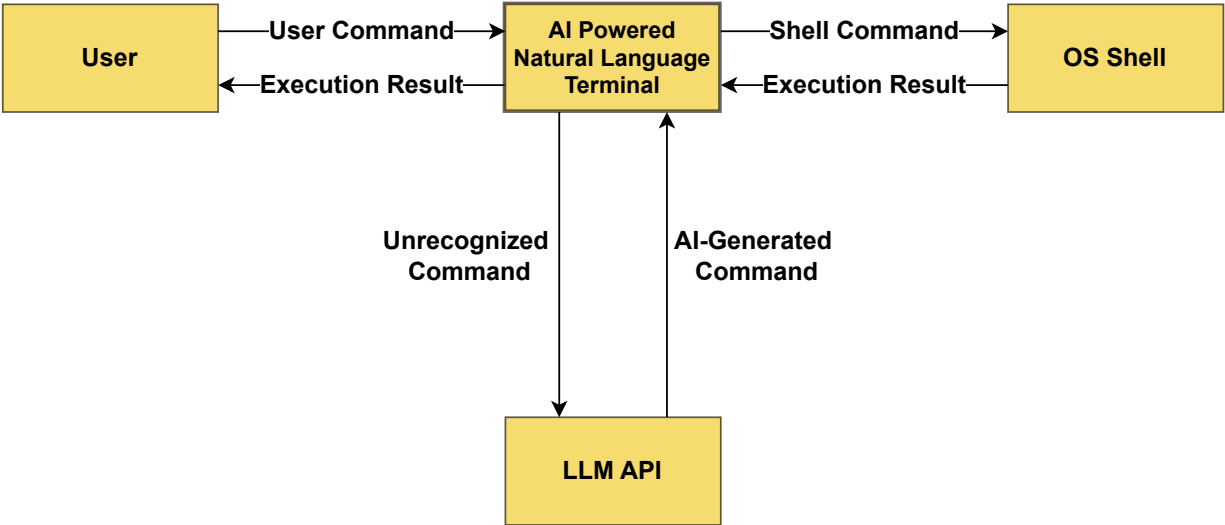 User
User Command
Execution Result
AI Powered
Natural Language
Terminal
Shell Command
Execution Result
OS Shell
Unrecognized
Command
AI-Generated
Command
LLM API